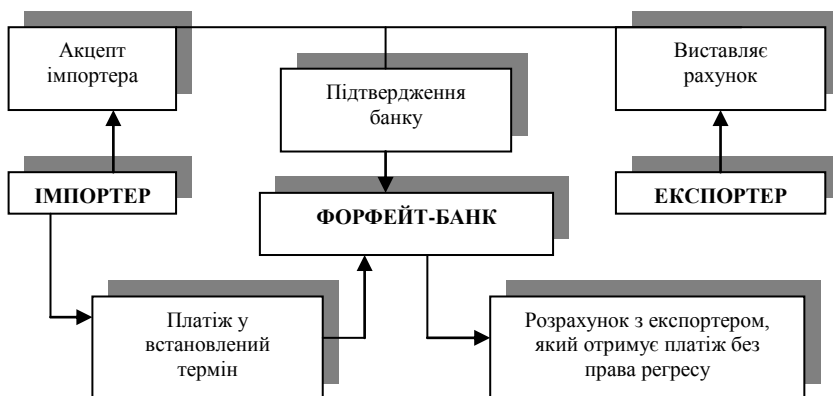 Акцепт
імпортера
Виставляє
рахунок
Підтвердження
банку
ІМПОРТЕР
ЕКСПОРТЕР
ФОРФЕЙТ-БАНК
Платіж у
встановлений
термін
Розрахунок з експортером,
який отримує платіж без
права регресу